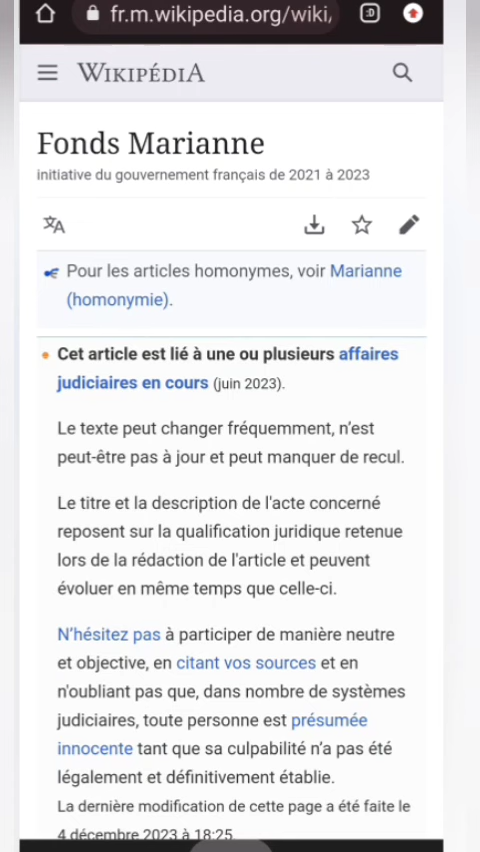 fr.m.wikipedia.org/wiki/
:D
WIKIPÉDIA
Fonds Marianne
initiative du gouvernement français de 2021 à 2023
Pour les articles homonymes, voir Marianne
(homonymie).
Cet article est lié à une ou plusieurs affaires
judiciaires en cours (juin 2023).
Le texte peut changer fréquemment, n’est
peut-être pas à jour et peut manquer de recul.
Le titre et la description de l'acte concerné
reposent sur la qualification juridique retenue
lors de la rédaction de l'article et peuvent
évoluer en même temps que celle-ci.
N’hésitez pas à participer de manière neutre
et objective, en citant vos sources et en
n'oubliant pas que, dans nombre de systèmes
judiciaires, toute personne est présumée
innocente tant que sa culpabilité n’a pas été
légalement et définitivement établie.
La dernière modification de cette page a été faite le
4 décembre 2023 à 18:25.